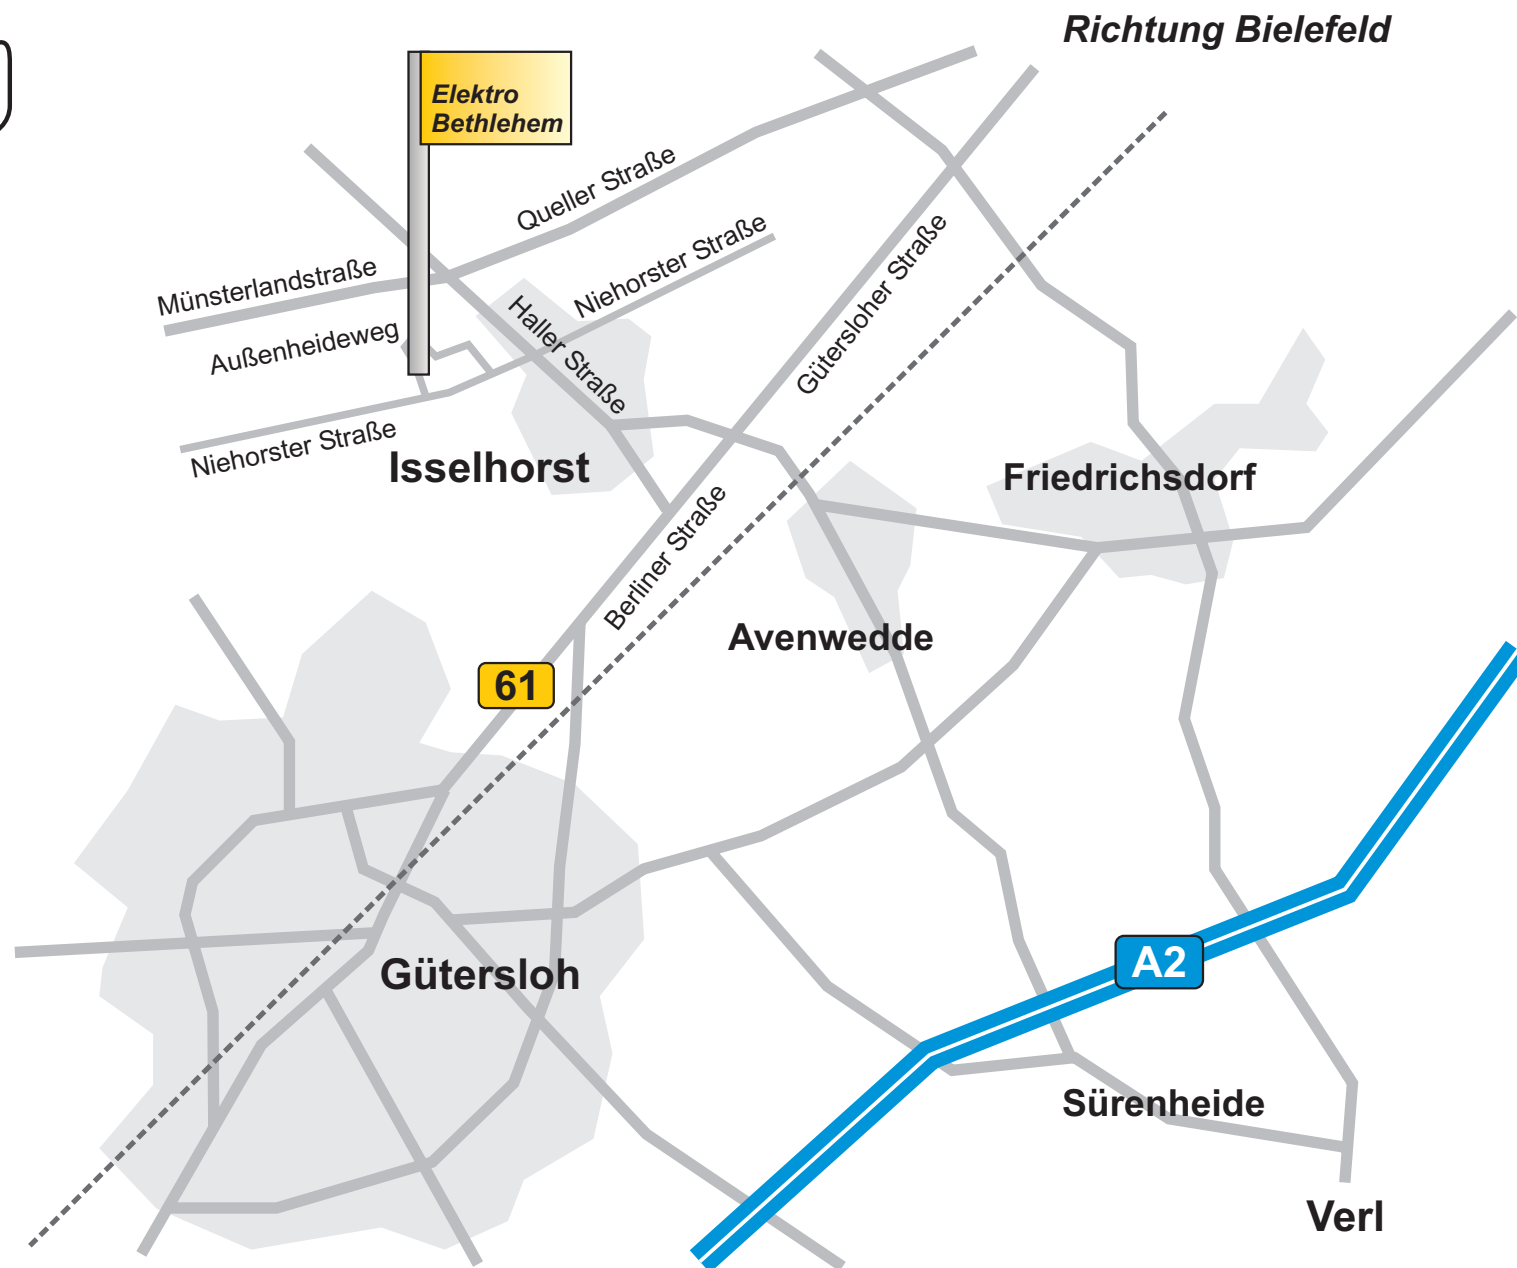 Richtung Bielefeld
Elektro
Bethlehem
Queller Straße
Münsterlandstraße
Niehorster Straße
Außenheideweg
Haller Straße
Gütersloher Straße
Niehorster Straße
Isselhorst
Friedrichsdorf
Berliner Straße
Avenwedde
61
A2
Gütersloh
Sürenheide
Verl